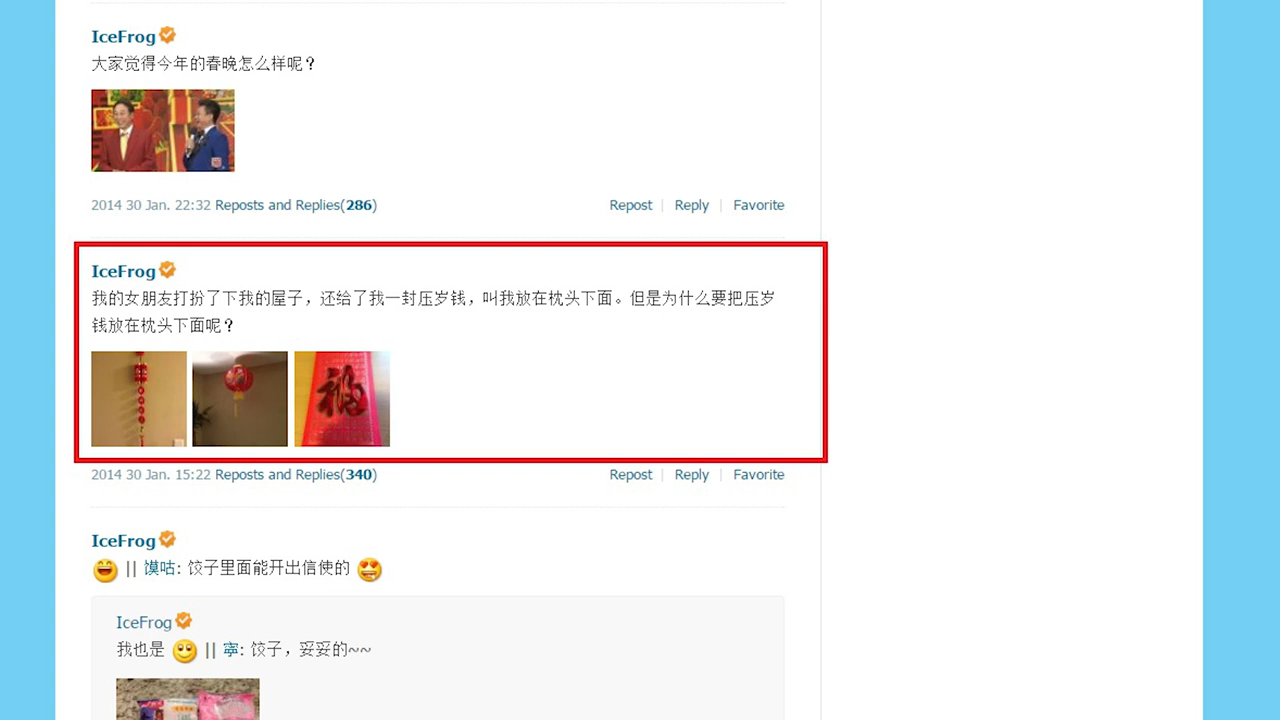 IceFrog
大家觉得今年的春晚怎么样呢？
2014 30 Jan. 22:32 Reposts and Replies(286) Repost | Reply | Favorite
IceFrog
我的女朋友打扮了下我的屋子，还给了我一封压岁钱，叫我放在枕头下面。但是为什么要把压岁
钱放在枕头下面呢？
福
2014 30 Jan. 15:22 Reposts and Replies(340) Repost | Reply | Favorite
IceFrog
|| 馍咕: 饺子里面能开出信使的
IceFrog
我也是 || 寧: 饺子，妥妥的~~